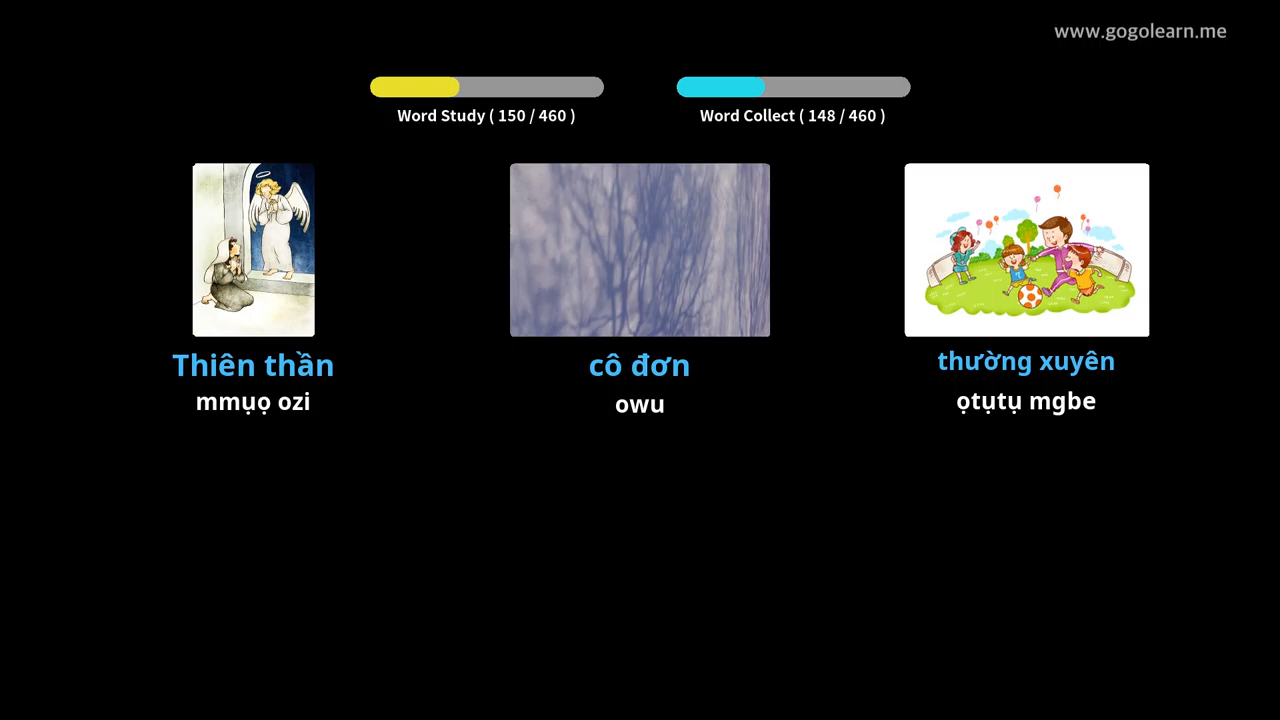 www.gogolearn.me
Word Study ( 150 / 460 )
Word Collect ( 148 / 460 )
Thiên thần
mmụọ ozi
cô đơn
owu
thường xuyên
ọtụtụ mgbe